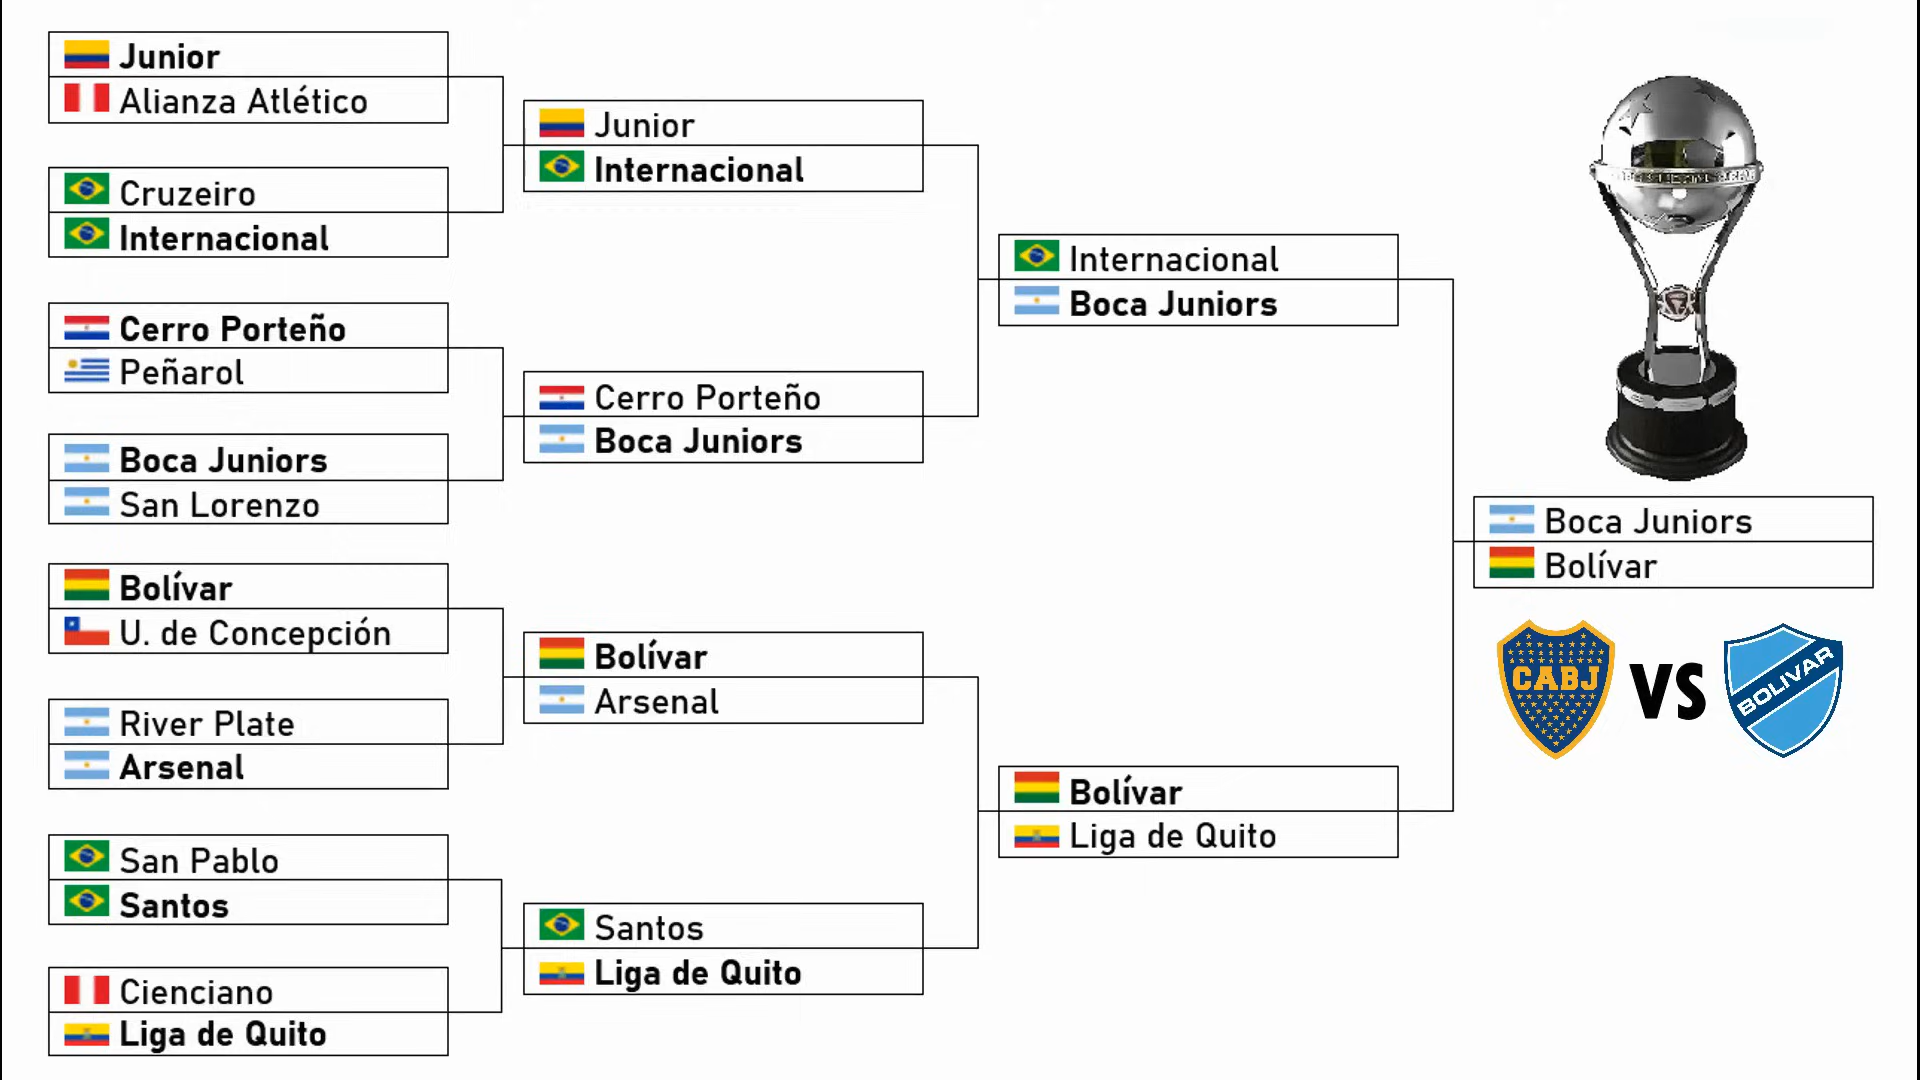 Junior
Alianza Atlético
Cruzeiro
Internacional
Cerro Porteño
Peñarol
Boca Juniors
San Lorenzo
Bolívar
U. de Concepción
River Plate
Arsenal
San Pablo
Santos
Cienciano
Liga de Quito
Junior
Internacional
Cerro Porteño
Boca Juniors
Bolívar
Arsenal
Santos
Liga de Quito
Internacional
Boca Juniors
Bolívar
Liga de Quito
Boca Juniors
Bolívar
CABJ
VS
BOLIVAR